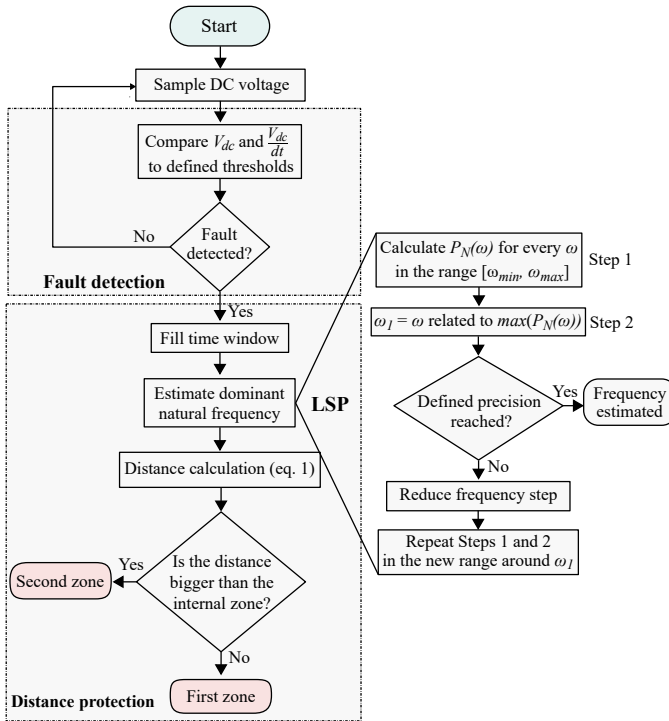 Start
Sample DC voltage
Compare V_dc and V_dc/dt
to defined thresholds
No
Fault
detected?
Fault detection
Yes
Fill time window
Estimate dominant
natural frequency
LSP
Distance calculation (eq. 1)
Is the distance
bigger than the
internal zone?
Yes
Second zone
No
First zone
Distance protection
Calculate P_N(ω) for every ω
in the range [ω_min, ω_max]
Step 1
ω_1 = ω related to max(P_N(ω))
Step 2
Defined precision
reached?
Yes
Frequency
estimated
No
Reduce frequency step
Repeat Steps 1 and 2
in the new range around ω_1